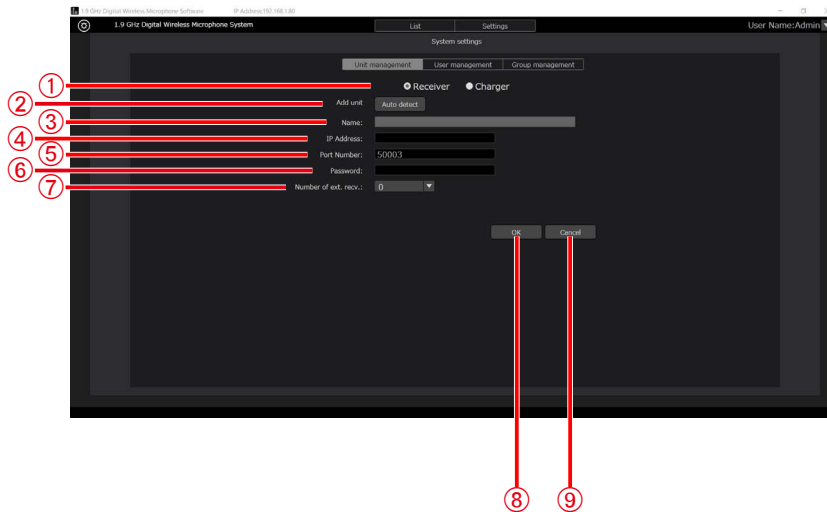 1.9 GHz Digital Wireless Microphone Software IP Address:192.168.1.60
1.9 GHz Digital Wireless Microphone System List Settings User Name:Admin
System settings
Unit management User management Group management
① Receiver Charger
② Add unit Auto detect
③ Name:
④ IP Address:
⑤ Port Number: 50003
⑥ Password:
⑦ Number of ext. recv.: 0
OK Cancel
⑧ ⑨